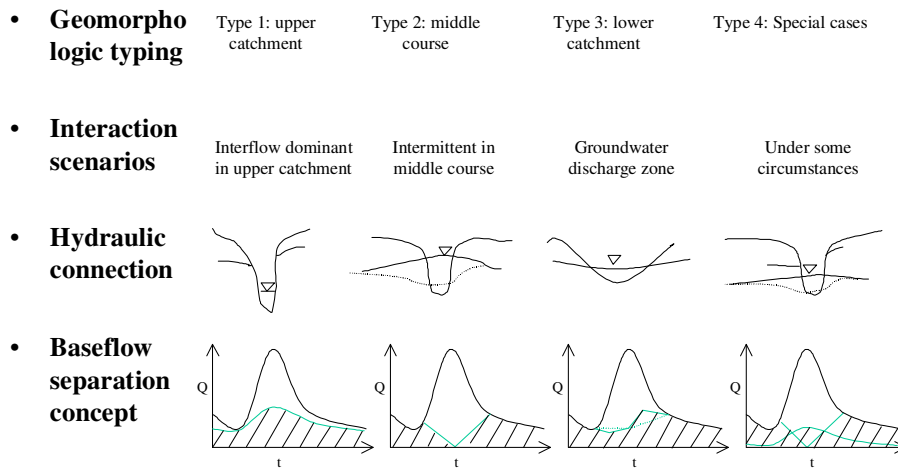 • Geomorpho
logic typing
Type 1: upper
catchment
Type 2: middle
course
Type 3: lower
catchment
Type 4: Special cases
• Interaction
scenarios
Interflow dominant
in upper catchment
Intermittent in
middle course
Groundwater
discharge zone
Under some
circumstances
• Hydraulic
connection
• Baseflow
separation
concept
Q
t
Q
t
Q
t
Q
t